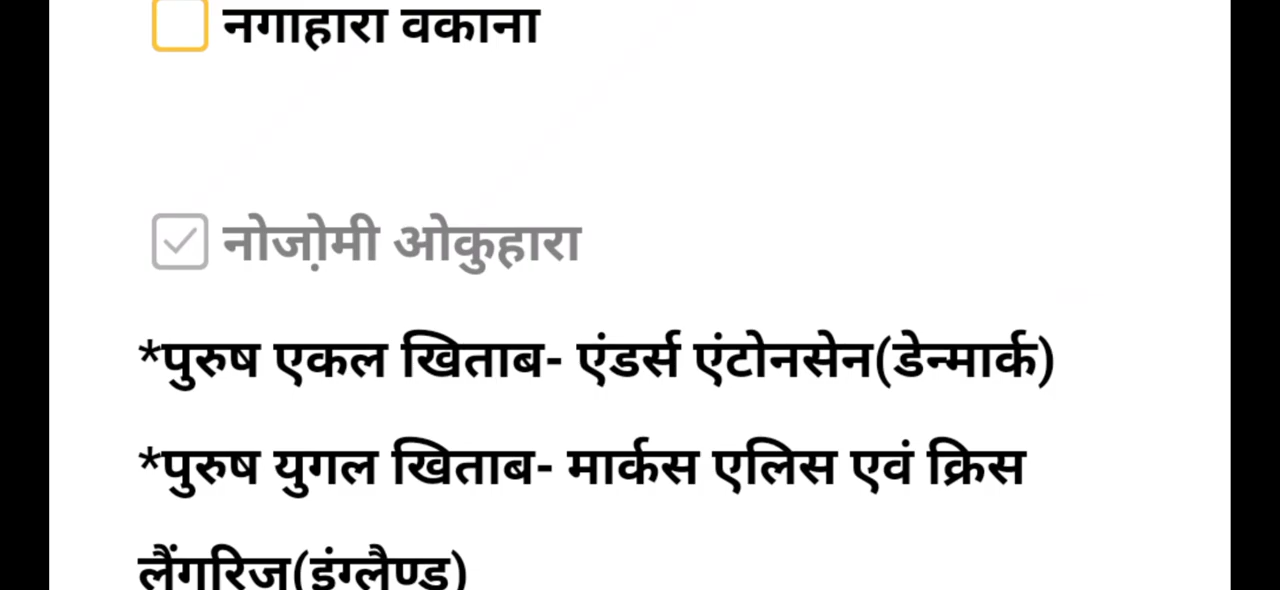 नगाहारा वकाना
नोजो़मी ओकुहारा
*पुरुष एकल खिताब- एंडर्स एंटोनसेन(डेन्मार्क)
*पुरुष युगल खिताब- मार्कस एलिस एवं क्रिस
लैंगरिज(इंग्लैण्ड)